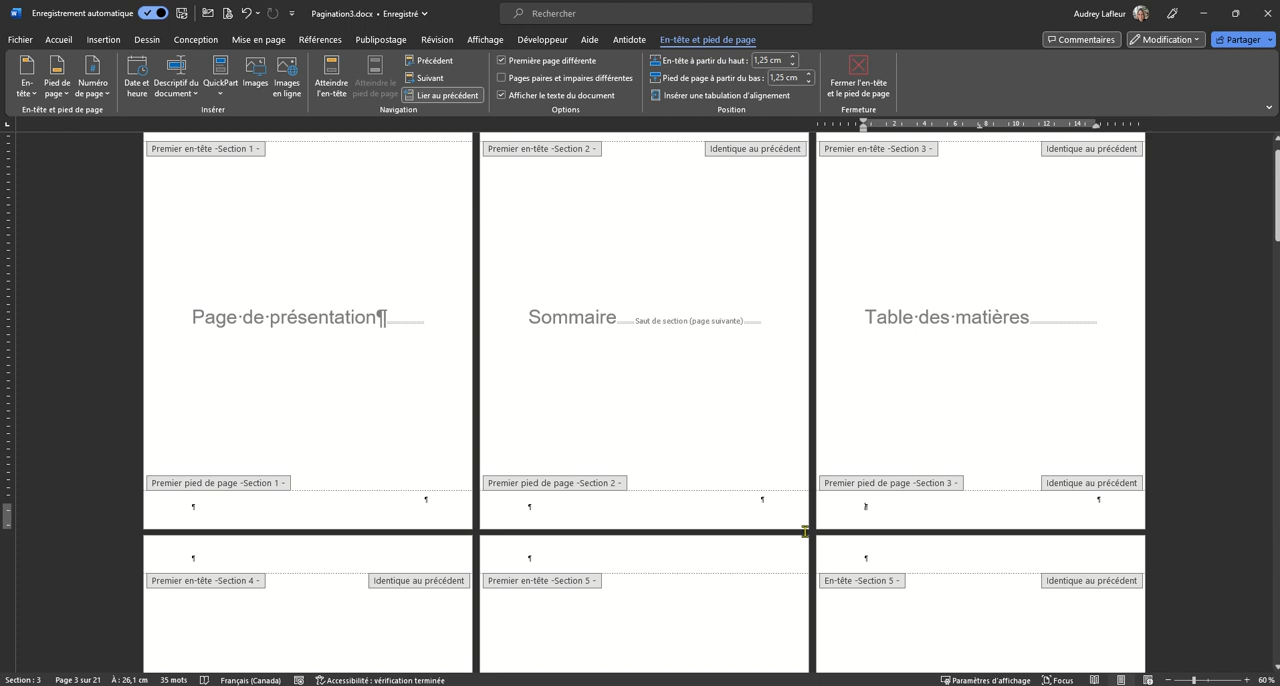 Enregistrement automatique
Pagination3.docx • Enregistré
Rechercher
Audrey Lafleur
Fichier Accueil Insertion Dessin Conception Mise en page Références Publipostage Révision Affichage Développeur Aide Antidote En-tête et pied de page
Commentaires Modification Partager
En-tête
Pied de page
Numéro de page
En-tête et pied de page
Date et heure
Descriptif du document
QuickPart
Images
Images en ligne
Insérer
Atteindre l'en-tête
Atteindre le pied de page
Précédent
Suivant
Lier au précédent
Navigation
Première page différente
Pages paires et impaires différentes
Afficher le texte du document
Options
En-tête à partir du haut : 1,25 cm
Pied de page à partir du bas : 1,25 cm
Insérer une tabulation d'alignement
Position
Fermer l'en-tête et le pied de page
Fermeture
2 4 6 8 10 12 14
Premier en-tête -Section 1 -
Premier en-tête -Section 2 - Identique au précédent
Premier en-tête -Section 3 - Identique au précédent
Page·de·présentation¶
Sommaire Saut de section (page suivante)
Table·des·matières
Premier pied de page -Section 1 -
Premier pied de page -Section 2 -
Premier pied de page -Section 3 - Identique au précédent
¶ ¶ ¶ ¶ ¶ ¶
¶ ¶ ¶
Premier en-tête -Section 4 - Identique au précédent
Premier en-tête -Section 5 -
En-tête -Section 5 - Identique au précédent
Section : 3 Page 3 sur 21 À : 26,1 cm 35 mots Français (Canada) Accessibilité : vérification terminée
Paramètres d'affichage Focus 60 %